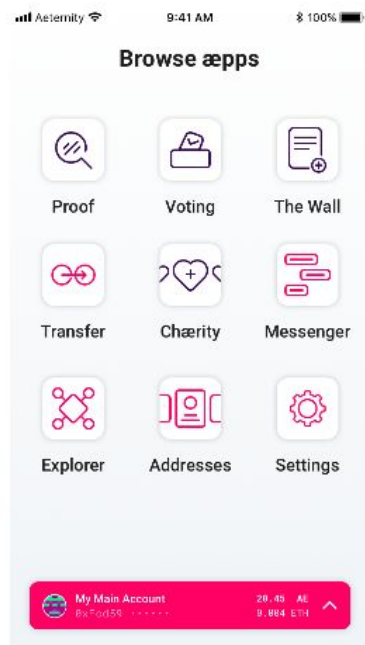 Aeternity 9:41 AM 100%
Browse æpps
Proof Voting The Wall
Transfer Chærity Messenger
Explorer Addresses Settings
My Main Account 20.45 AE
0xFod59 ······ 9.004 ETH